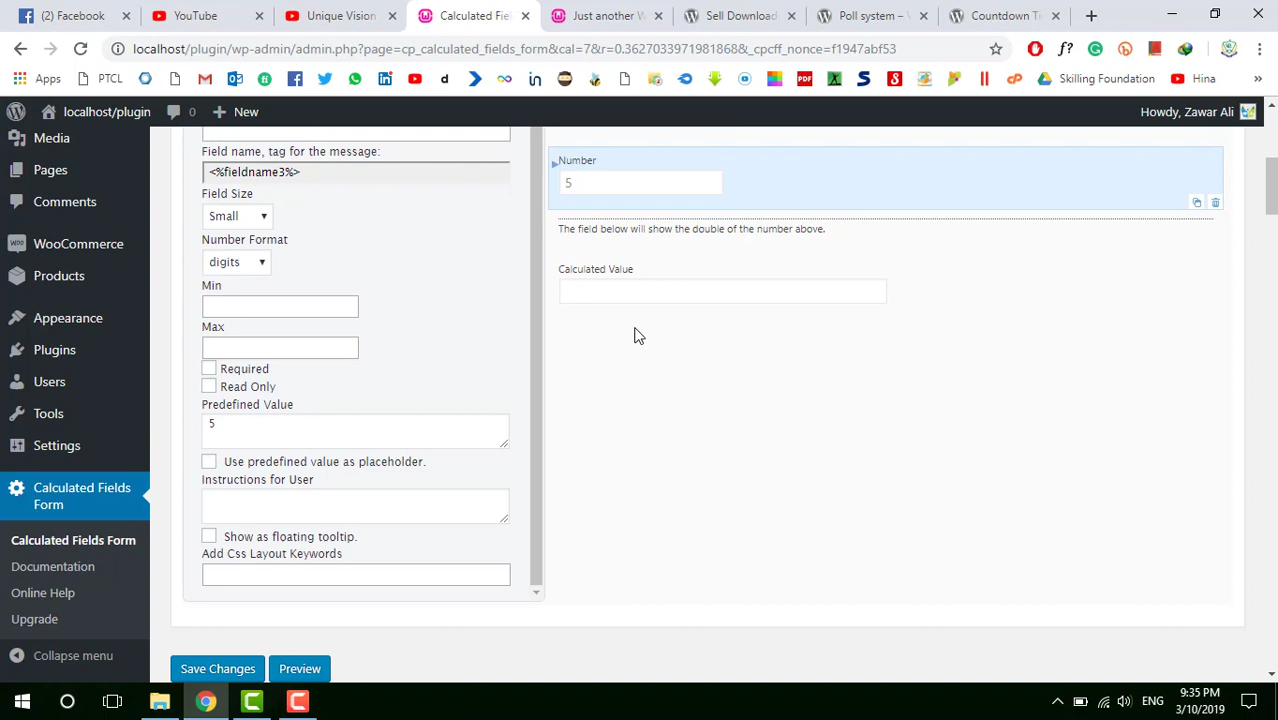 (2) Facebook
YouTube
Unique Vision
Calculated Fie
Just another W
Sell Download
Poll system – V
Countdown Ti
localhost/plugin/wp-admin/admin.php?page=cp_calculated_fields_form&cal=7&r=0.3627033971981868&_cpcff_nonce=f1947abf53
Apps
PTCL
Skilling Foundation
Hina
localhost/plugin
0
New
Howdy, Zawar Ali
Media
Pages
Comments
WooCommerce
Products
Appearance
Plugins
Users
Tools
Settings
Calculated Fields
Form
Calculated Fields Form
Documentation
Online Help
Upgrade
Collapse menu
Field name, tag for the message:
<%fieldname3%>
Field Size
Small
Number Format
digits
Min
Max
Required
Read Only
Predefined Value
5
Use predefined value as placeholder.
Instructions for User
Show as floating tooltip.
Add Css Layout Keywords
Number
5
The field below will show the double of the number above.
Calculated Value
Save Changes
Preview
ENG
9:35 PM
3/10/2019